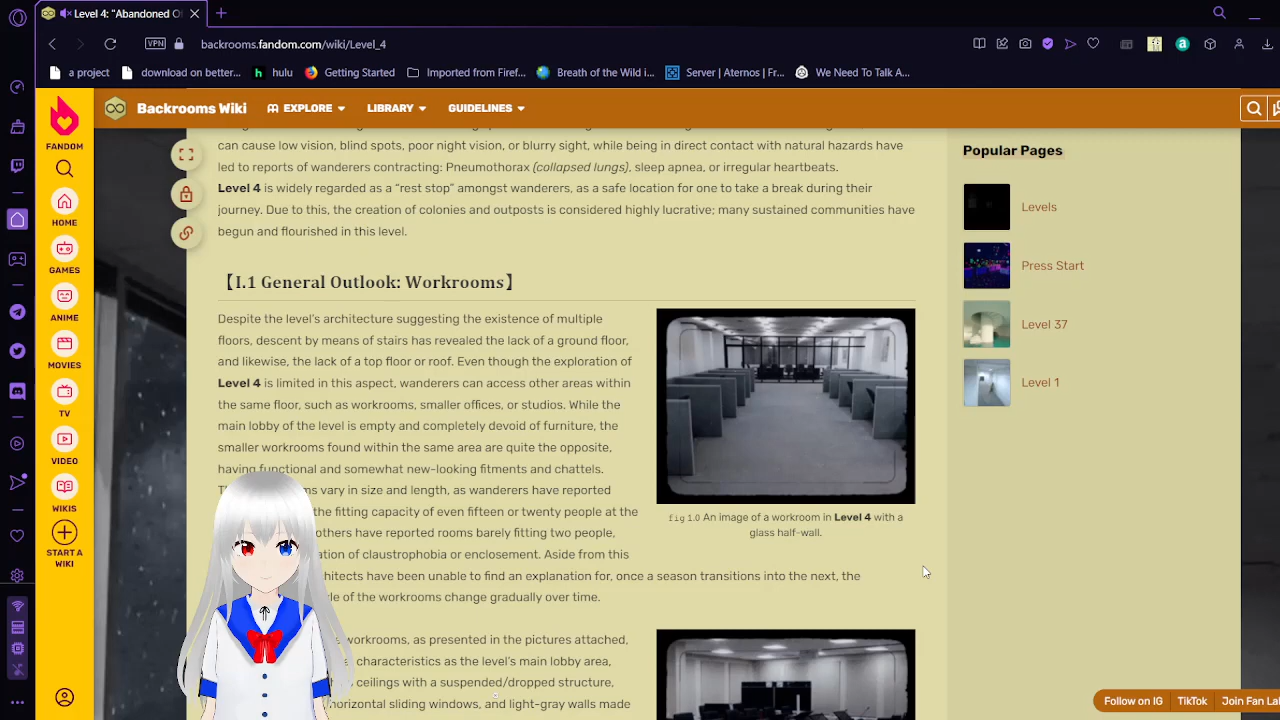 Level 4: "Abandoned O
VPN
backrooms.fandom.com/wiki/Level_4
a project
download on better...
hulu
Getting Started
Imported from Firef...
Breath of the Wild i...
Server | Aternos | Fr...
We Need To Talk A...
FANDOM
HOME
GAMES
ANIME
MOVIES
TV
VIDEO
WIKIS
START A
WIKI
Backrooms Wiki
EXPLORE
LIBRARY
GUIDELINES
can cause low vision, blind spots, poor night vision, or blurry sight, while being in direct contact with natural hazards have
led to reports of wanderers contracting: Pneumothorax (collapsed lungs), sleep apnea, or irregular heartbeats.
Level 4 is widely regarded as a “rest stop” amongst wanderers, as a safe location for one to take a break during their
journey. Due to this, the creation of colonies and outposts is considered highly lucrative; many sustained communities have
begun and flourished in this level.
【I.1 General Outlook: Workrooms】
Despite the level's architecture suggesting the existence of multiple
floors, descent by means of stairs has revealed the lack of a ground floor,
and likewise, the lack of a top floor or roof. Even though the exploration of
Level 4 is limited in this aspect, wanderers can access other areas within
the same floor, such as workrooms, smaller offices, or studios. While the
main lobby of the level is empty and completely devoid of furniture, the
smaller workrooms found within the same area are quite the opposite,
having functional and somewhat new-looking fitments and chattels.
ms vary in size and length, as wanderers have reported
the fitting capacity of even fifteen or twenty people at the
others have reported rooms barely fitting two people,
ation of claustrophobia or enclosement. Aside from this
hitects have been unable to find an explanation for, once a season transitions into the next, the
le of the workrooms change gradually over time.
fig 1.0 An image of a workroom in Level 4 with a
glass half-wall.
workrooms, as presented in the pictures attached,
characteristics as the level's main lobby area,
ceilings with a suspended/dropped structure,
horizontal sliding windows, and light-gray walls made
Popular Pages
Levels
Press Start
Level 37
Level 1
Follow on IG
TikTok
Join Fan La